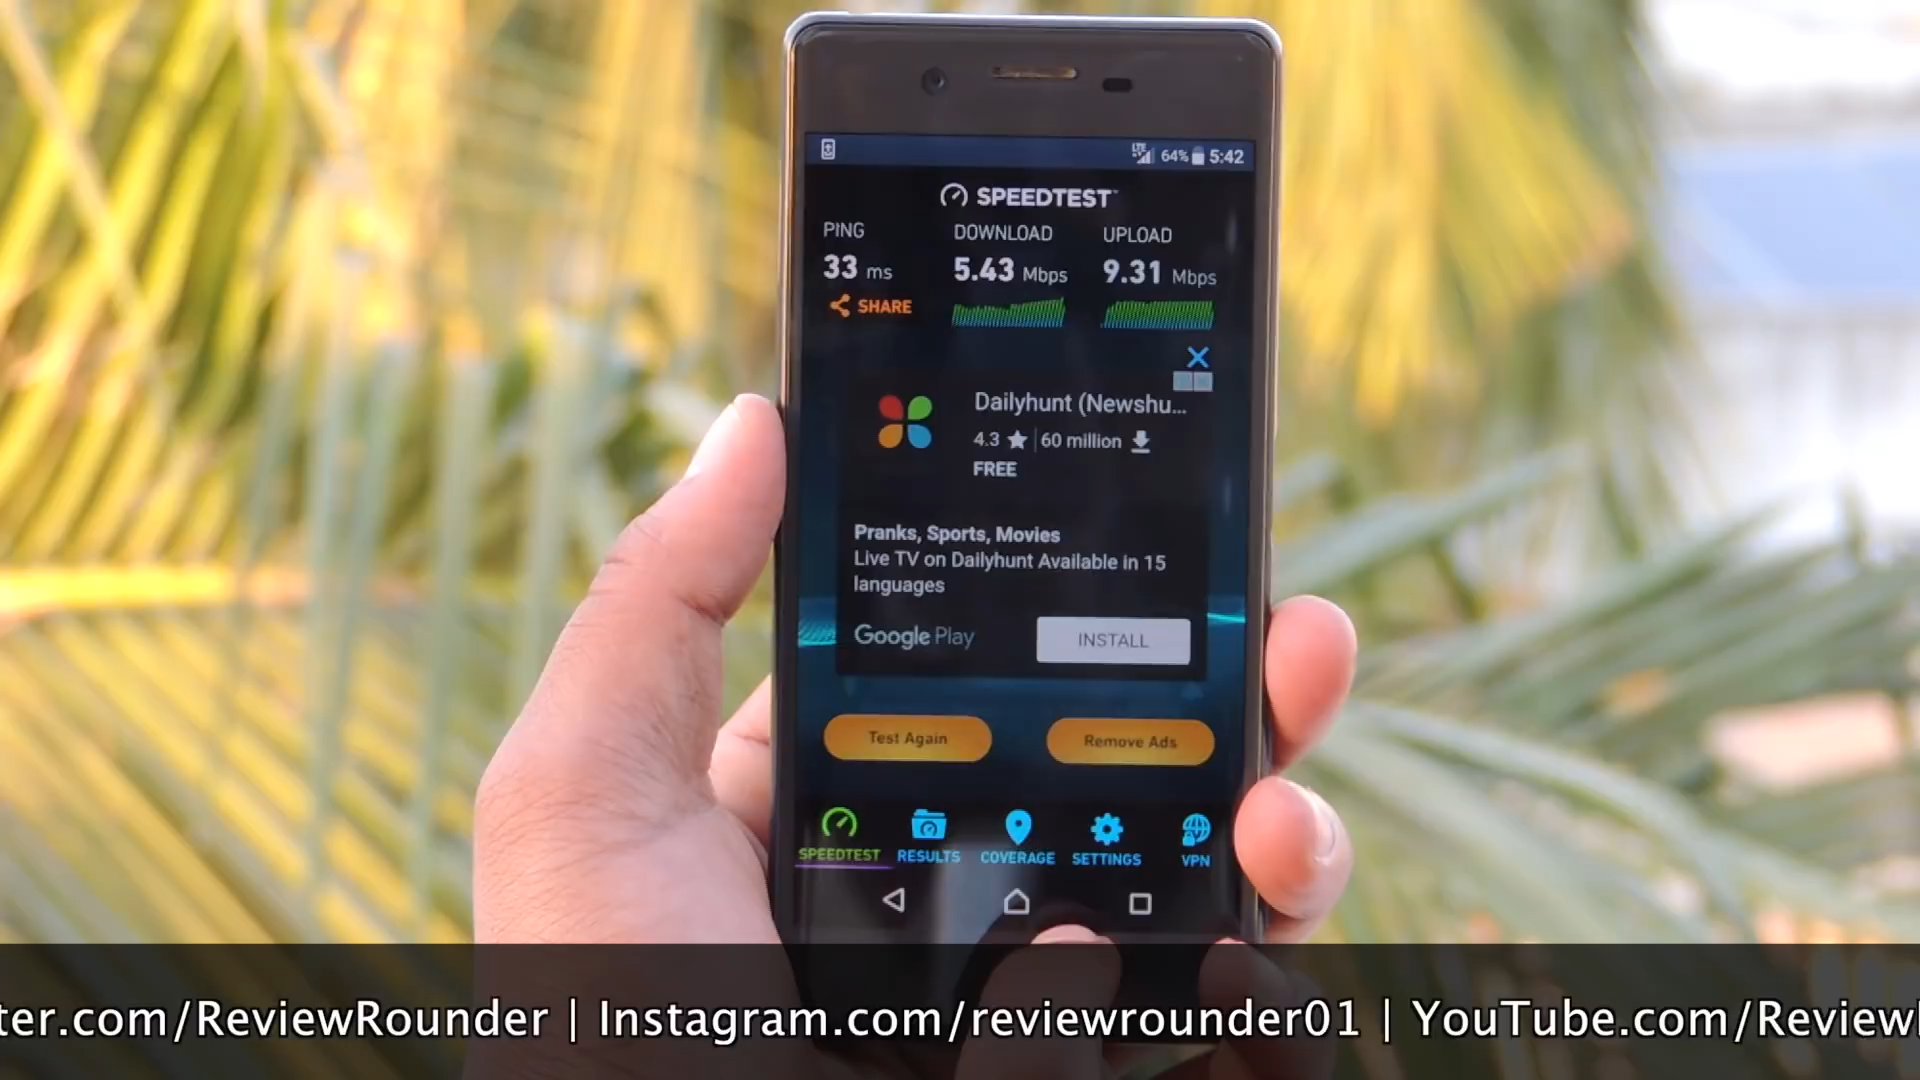 LTE 64% 5:42
SPEEDTEST
PING DOWNLOAD UPLOAD
33 ms 5.43 Mbps 9.31 Mbps
SHARE
Dailyhunt (Newshu...
4.3 60 million
FREE
Pranks, Sports, Movies
Live TV on Dailyhunt Available in 15
languages
Google Play INSTALL
Test Again Remove Ads
SPEEDTEST RESULTS COVERAGE SETTINGS VPN
ter.com/ReviewRounder | Instagram.com/reviewrounder01 | YouTube.com/Review